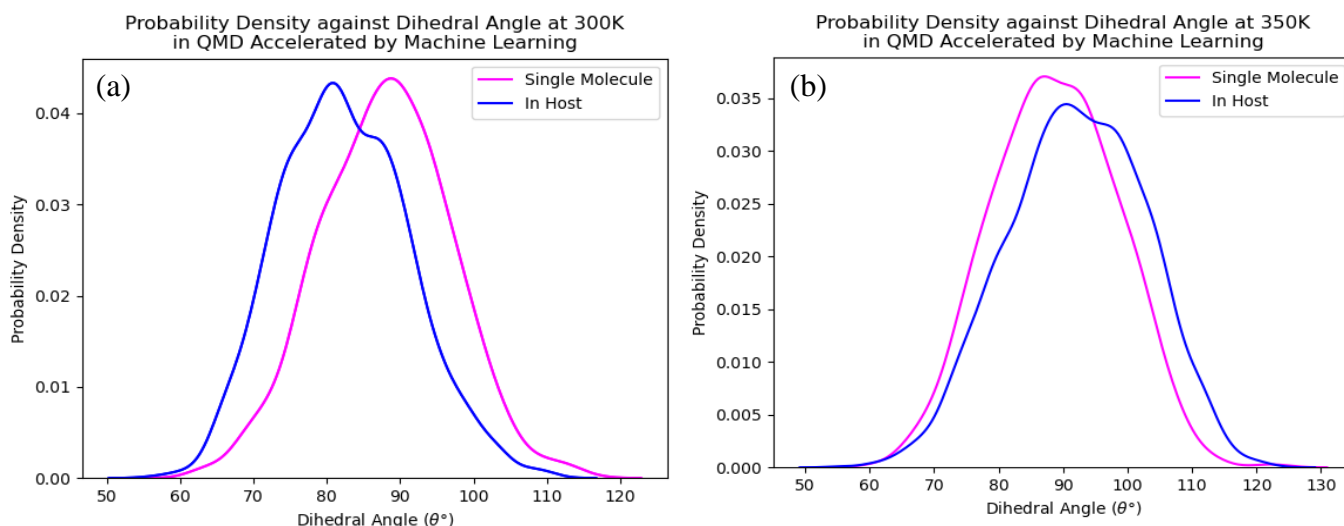 Probability Density against Dihedral Angle at 300K
in QMD Accelerated by Machine Learning
(a)
Single Molecule
In Host
Probability Density
0.04
0.03
0.02
0.01
0.00
50 60 70 80 90 100 110 120
Dihedral Angle (θ°)
Probability Density against Dihedral Angle at 350K
in QMD Accelerated by Machine Learning
(b)
Single Molecule
In Host
Probability Density
0.035
0.030
0.025
0.020
0.015
0.010
0.005
0.000
50 60 70 80 90 100 110 120 130
Dihedral Angle (θ°)